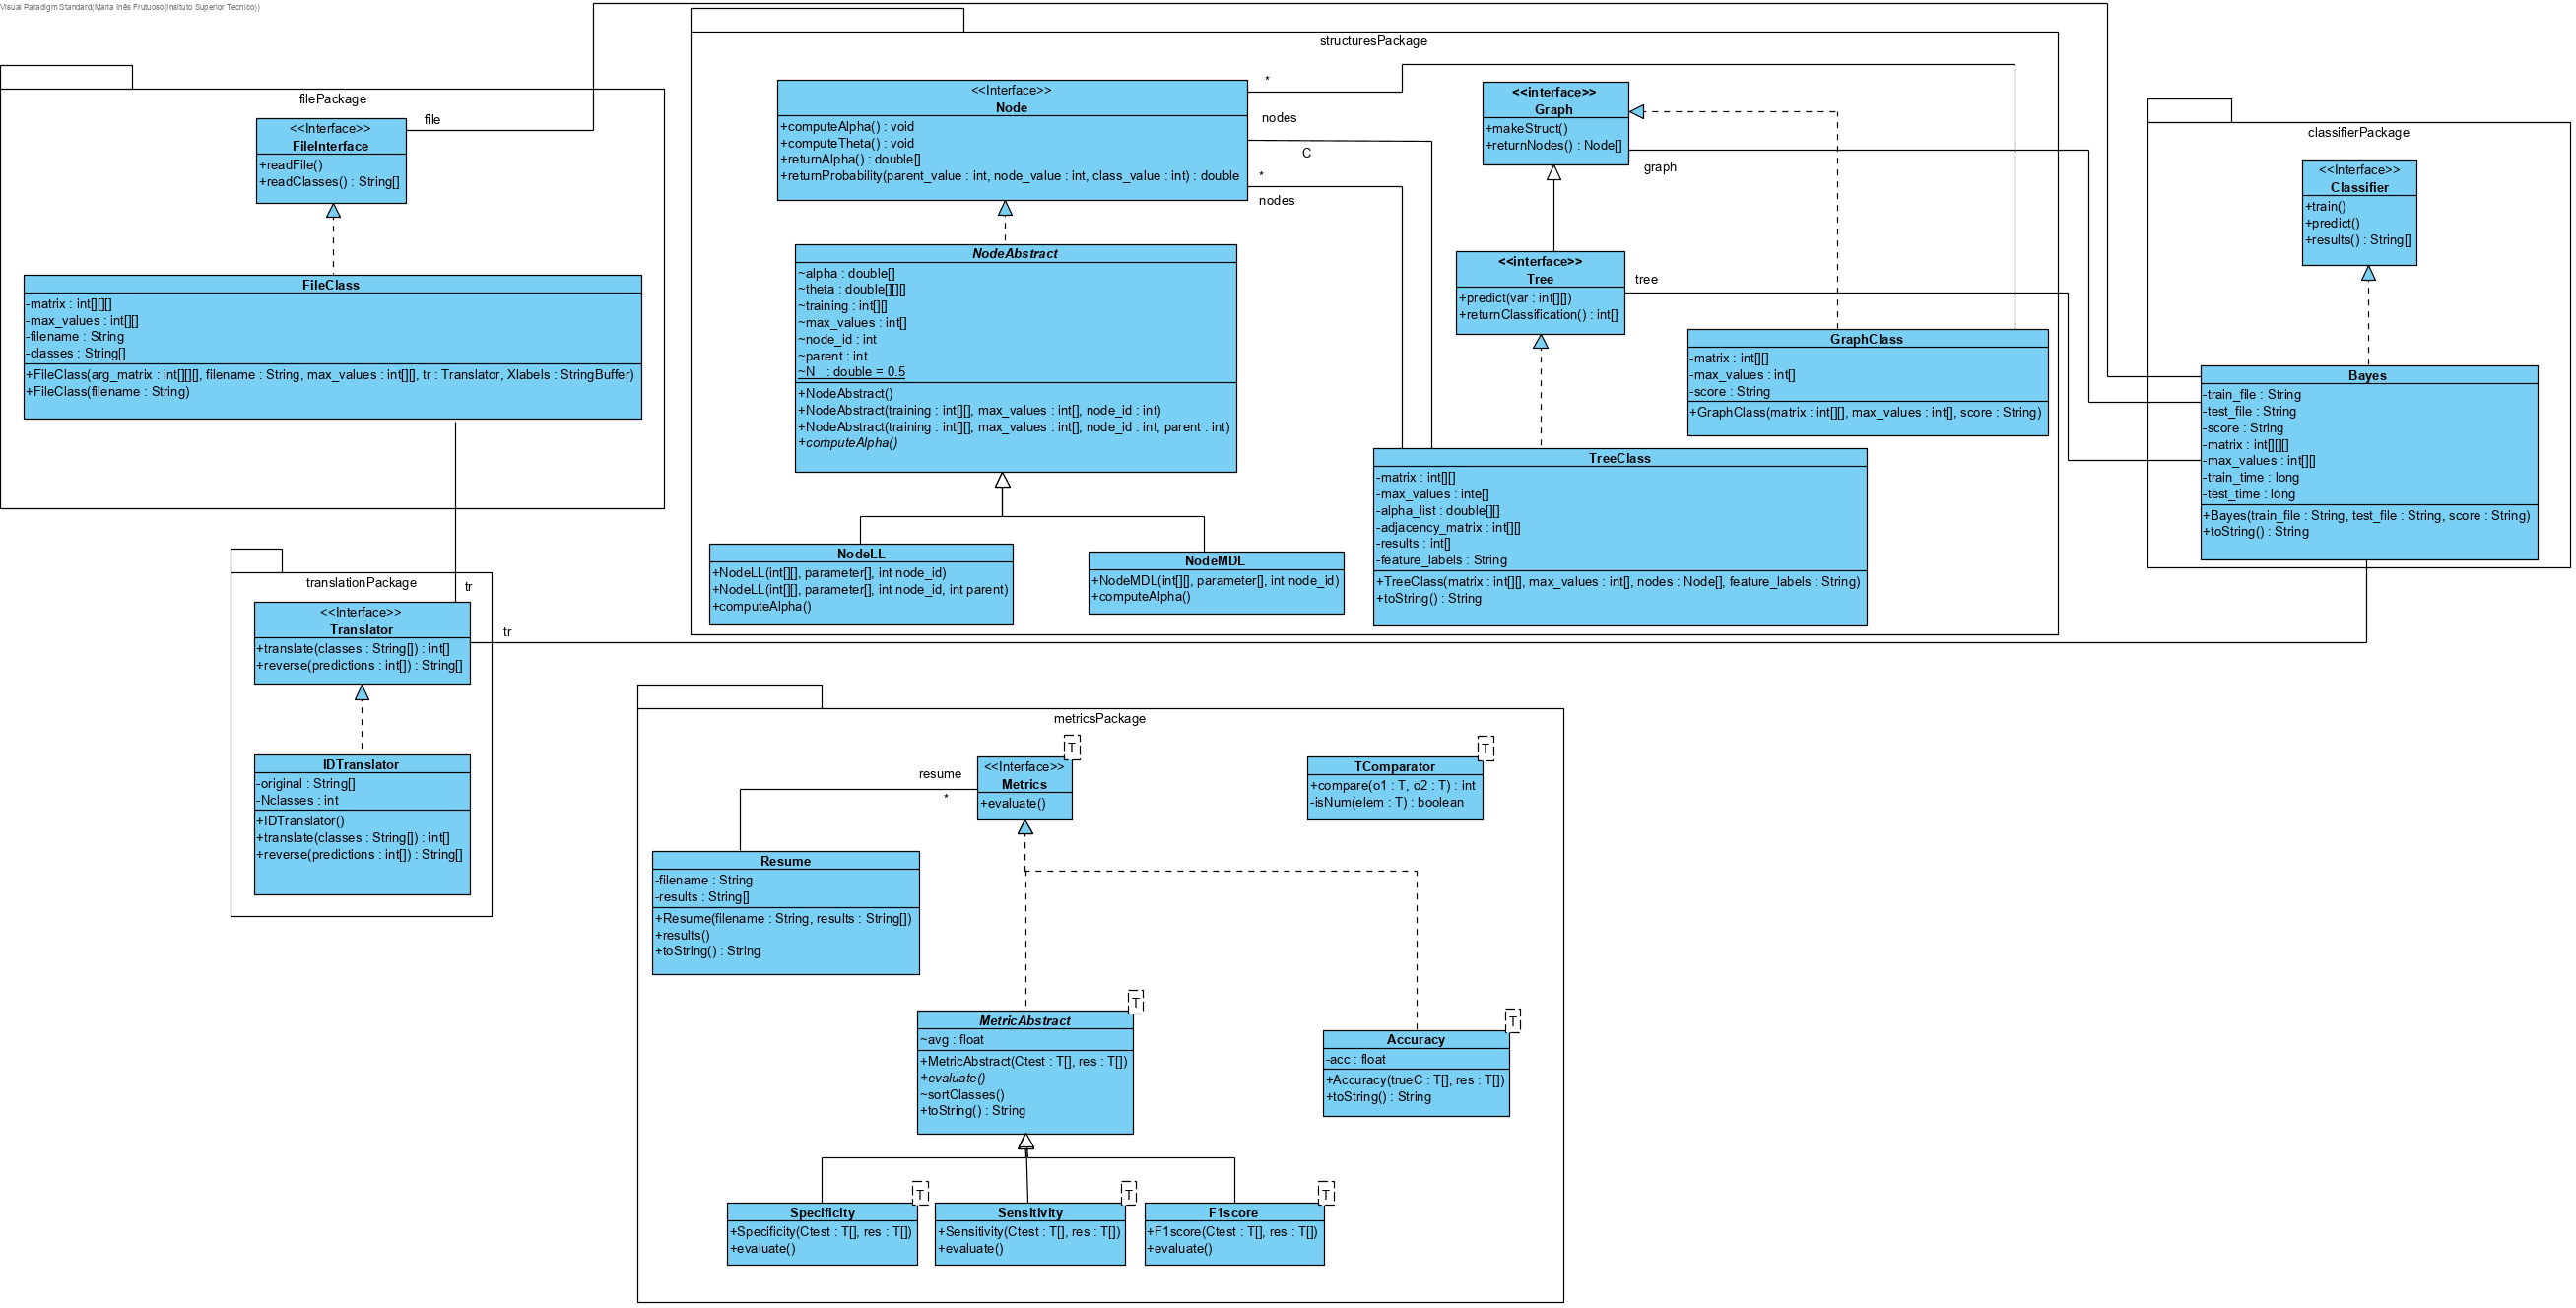 Visual Paradigm Standard(Maria Inês Frutuoso(Insituto Superior Tecnico))
filePackage
<<Interface>>
FileInterface
+readFile()
+readClasses() : String[]
file
FileClass
-matrix : int[][][]
-max_values : int[][]
-filename : String
-classes : String[]
+FileClass(arg_matrix : int[][][], filename : String, max_values : int[][], tr : Translator, Xlabels : StringBuffer)
+FileClass(filename : String)
translationPackage
tr
<<Interface>>
Translator
+translate(classes : String[]) : int[]
+reverse(predictions : int[]) : String[]
tr
IDTranslator
-original : String[]
-Nclasses : int
+IDTranslator()
+translate(classes : String[]) : int[]
+reverse(predictions : int[]) : String[]
structuresPackage
<<Interface>>
Node
+computeAlpha() : void
+computeTheta() : void
+returnAlpha() : double[]
+returnProbability(parent_value : int, node_value : int, class_value : int) : double
*
nodes
C
*
nodes
NodeAbstract
~alpha : double[]
~theta : double[][][]
~training : int[][]
~max_values : int[]
~node_id : int
~parent : int
~N_ : double = 0.5
+NodeAbstract()
+NodeAbstract(training : int[][], max_values : int[], node_id : int)
+NodeAbstract(training : int[][], max_values : int[], node_id : int, parent : int)
+computeAlpha()
NodeLL
+NodeLL(int[][], parameter[], int node_id)
+NodeLL(int[][], parameter[], int node_id, int parent)
+computeAlpha()
NodeMDL
+NodeMDL(int[][], parameter[], int node_id)
+computeAlpha()
<<interface>>
Graph
+makeStruct()
+returnNodes() : Node[]
graph
<<interface>>
Tree
+predict(var : int[][])
+returnClassification() : int[]
tree
GraphClass
-matrix : int[][]
-max_values : int[]
-score : String
+GraphClass(matrix : int[][], max_values : int[], score : String)
TreeClass
-matrix : int[][]
-max_values : inte[]
-alpha_list : double[][]
-adjacency_matrix : int[][]
-results : int[]
-feature_labels : String
+TreeClass(matrix : int[][], max_values : int[], nodes : Node[], feature_labels : String)
+toString() : String
classifierPackage
<<Interface>>
Classifier
+train()
+predict()
+results() : String[]
Bayes
-train_file : String
-test_file : String
-score : String
-matrix : int[][][]
-max_values : int[][]
-train_time : long
-test_time : long
+Bayes(train_file : String, test_file : String, score : String)
+toString() : String
metricsPackage
T
<<Interface>>
Metrics
+evaluate()
resume
*
T
TComparator
+compare(o1 : T, o2 : T) : int
-isNum(elem : T) : boolean
Resume
-filename : String
-results : String[]
+Resume(filename : String, results : String[])
+results()
+toString() : String
T
MetricAbstract
~avg : float
+MetricAbstract(Ctest : T[], res : T[])
+evaluate()
~sortClasses()
+toString() : String
T
Accuracy
-acc : float
+Accuracy(trueC : T[], res : T[])
+toString() : String
T
Specificity
+Specificity(Ctest : T[], res : T[])
+evaluate()
T
Sensitivity
+Sensitivity(Ctest : T[], res : T[])
+evaluate()
T
F1score
+F1score(Ctest : T[], res : T[])
+evaluate()